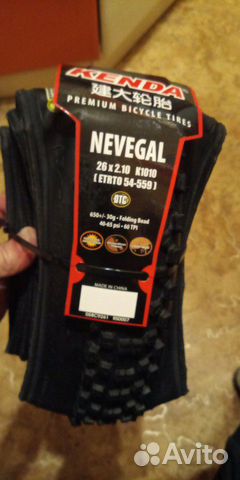 KENDA
建大轮胎
PREMIUM BICYCLE TIRES
NEVEGAL
26 x 2.10 K1010
(ETRTO 54-559)
DTC
650+/- 30g • Folding Bead
40-65 psi • 60 TPI
MADE IN CHINA
Avito